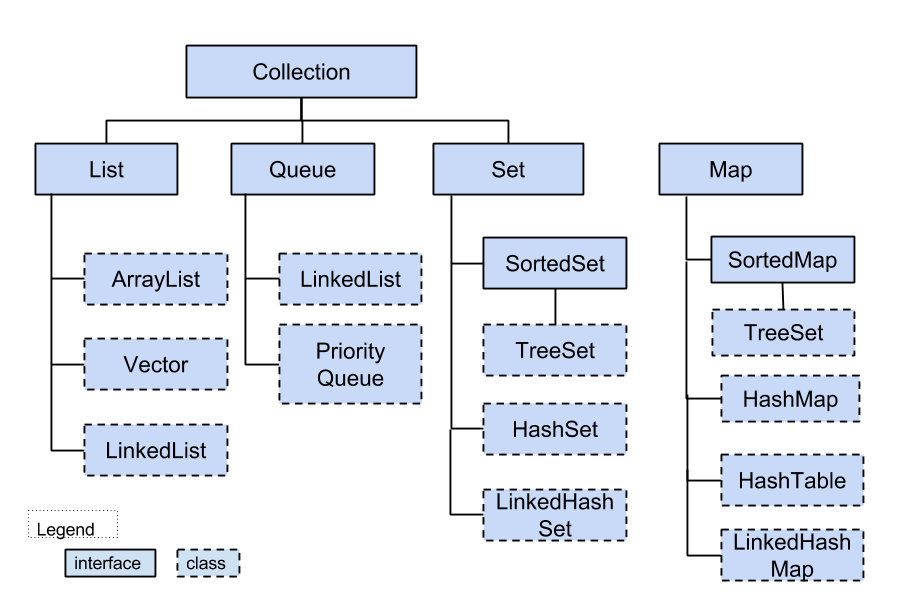 Collection
List
Queue
Set
Map
ArrayList
Vector
LinkedList
LinkedList
Priority
Queue
SortedSet
TreeSet
HashSet
LinkedHash
Set
SortedMap
TreeSet
HashMap
HashTable
LinkedHash
Map
Legend
interface
class